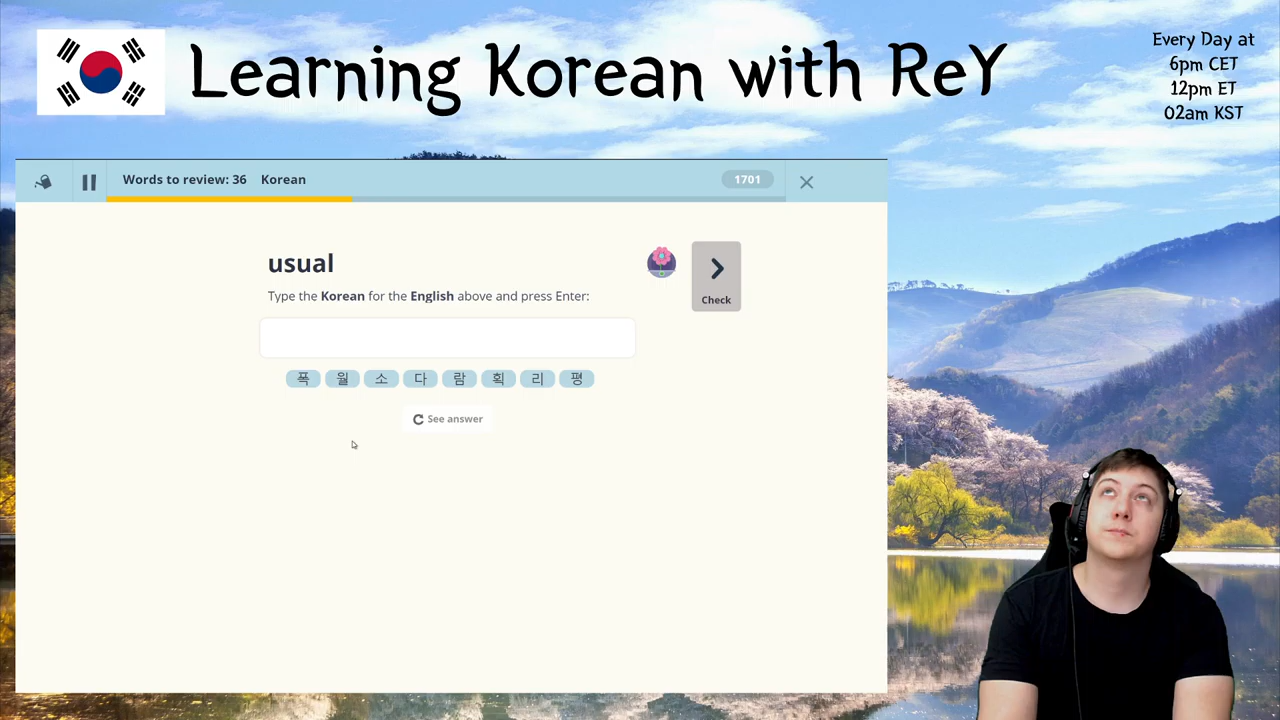 Learning Korean with ReY
Every Day at
6pm CET
12pm ET
02am KST
Words to review: 36 Korean
1701
usual
Type the Korean for the English above and press Enter:
Check
폭 월 소 다 람 획 리 평
See answer